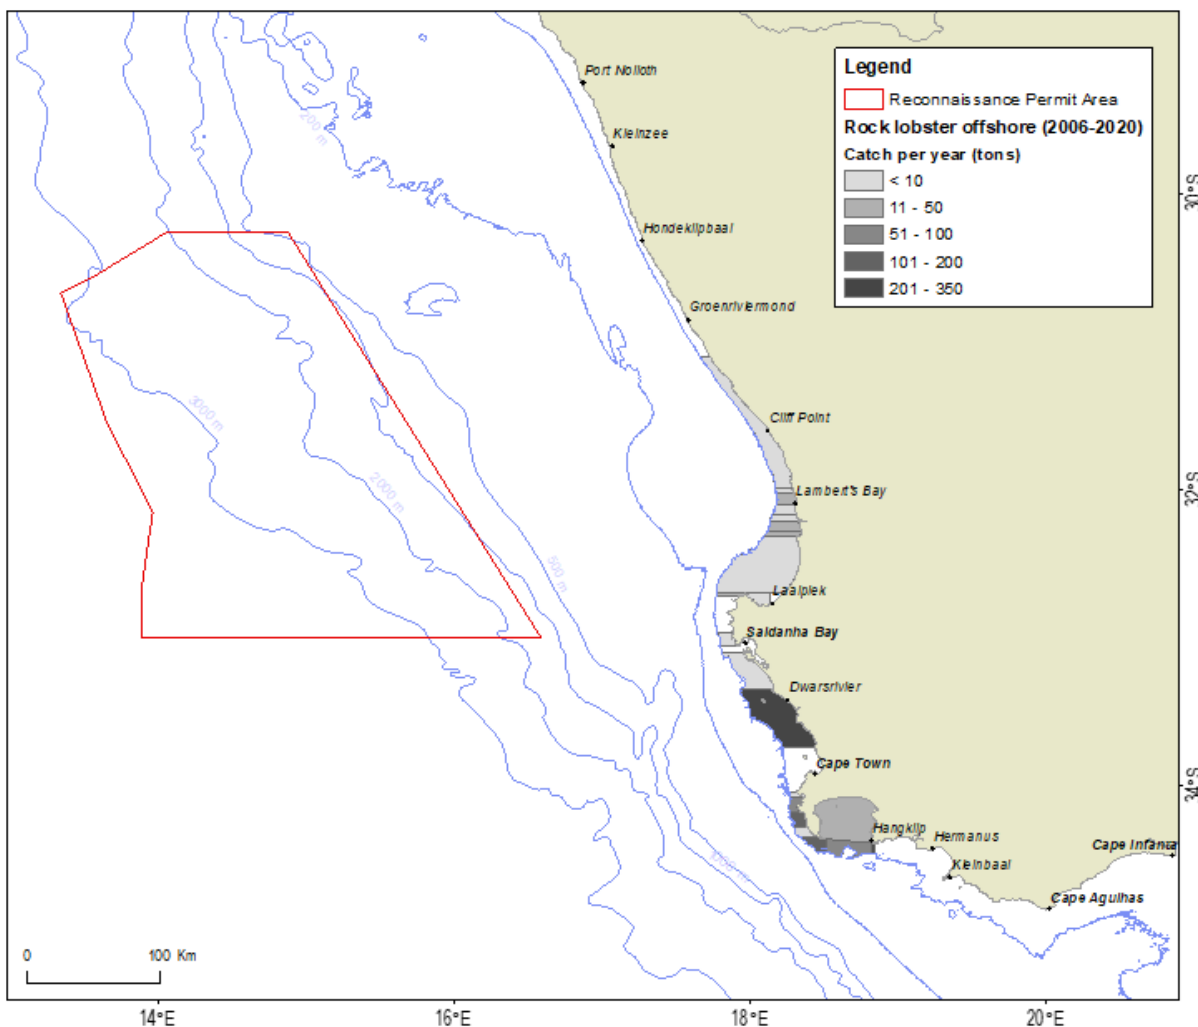 Port Nolloth
Kleinzee
Hondeklipbaai
Groenriviermond
Cliff Point
Lambert's Bay
Laaiplek
Saldanha Bay
Dwarsrivier
Cape Town
Hangklip
Hermanus
Kleinbaai
Cape Infanta
Cape Agulhas
200 m
3000 m
2000 m
500 m
1000 m
Legend
Reconnaissance Permit Area
Rock lobster offshore (2006-2020)
Catch per year (tons)
< 10
11 - 50
51 - 100
101 - 200
201 - 350
30°S
32°S
34°S
0 100 Km
14°E 16°E 18°E 20°E